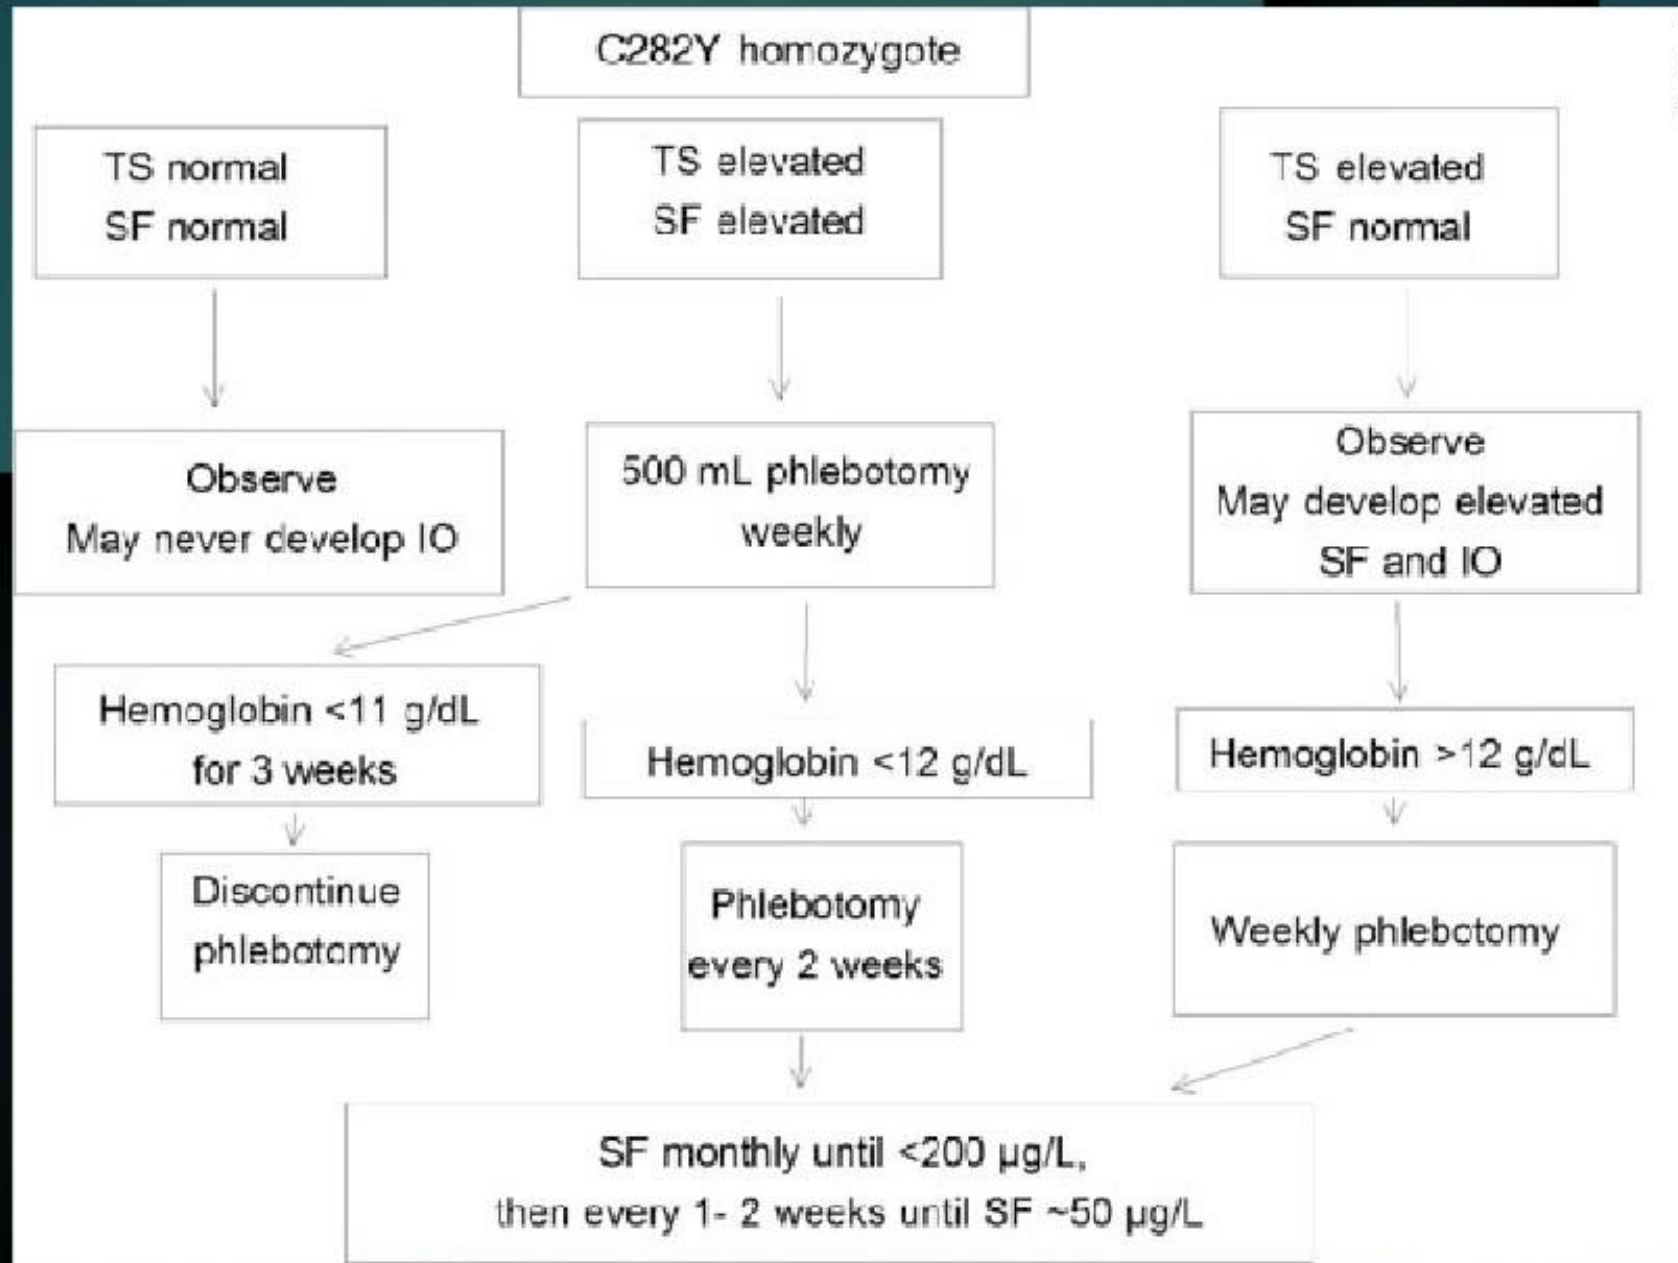 C282Y homozygote
TS normal
SF normal
TS elevated
SF elevated
TS elevated
SF normal
Observe
May never develop IO
500 mL phlebotomy
weekly
Observe
May develop elevated
SF and IO
Hemoglobin <11 g/dL
for 3 weeks
Hemoglobin <12 g/dL
Hemoglobin >12 g/dL
Discontinue
phlebotomy
Phlebotomy
every 2 weeks
Weekly phlebotomy
SF monthly until <200 µg/L,
then every 1- 2 weeks until SF ~50 µg/L